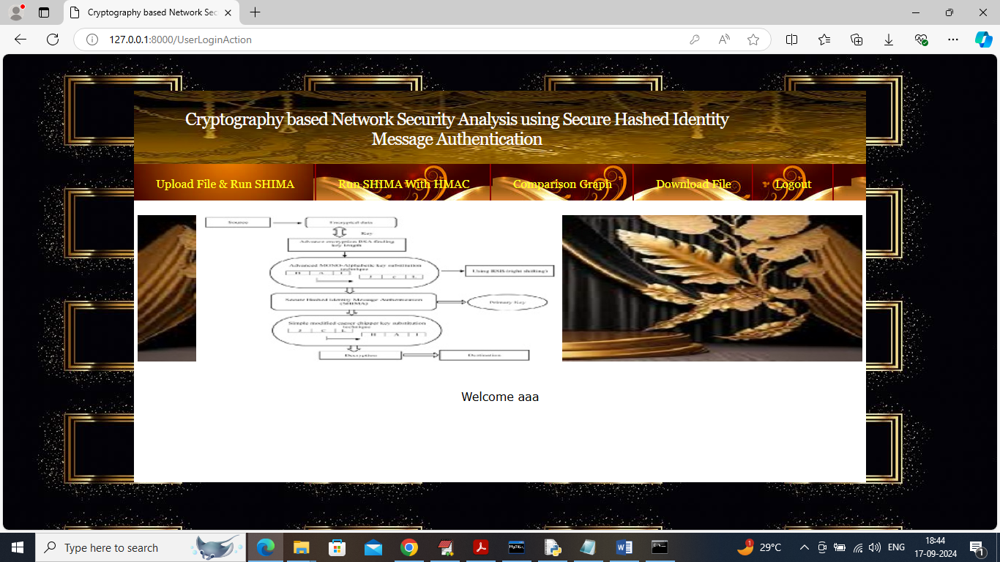 Cryptography based Network Sec
127.0.0.1:8000/UserLoginAction
Cryptography based Network Security Analysis using Secure Hashed Identity
Message Authentication
Upload File & Run SHIMA
Run SHIMA With HMAC
Comparison Graph
Download File
Logout
Source
Encrypted data
Key
Advance encryption RSA finding
key length
Advanced MONO-Alphabetic key substitution
technique
H A I
J C L
Using RSB(right shifting)
Secure Hashed Identity Message Authentication
(SHIMA)
Primary Key
Simple modified caeser chipper key substitution
technique
J C L
H A I
Decryption
Destination
Welcome aaa
Type here to search
1
29°C
ENG
18:44
17-09-2024
1